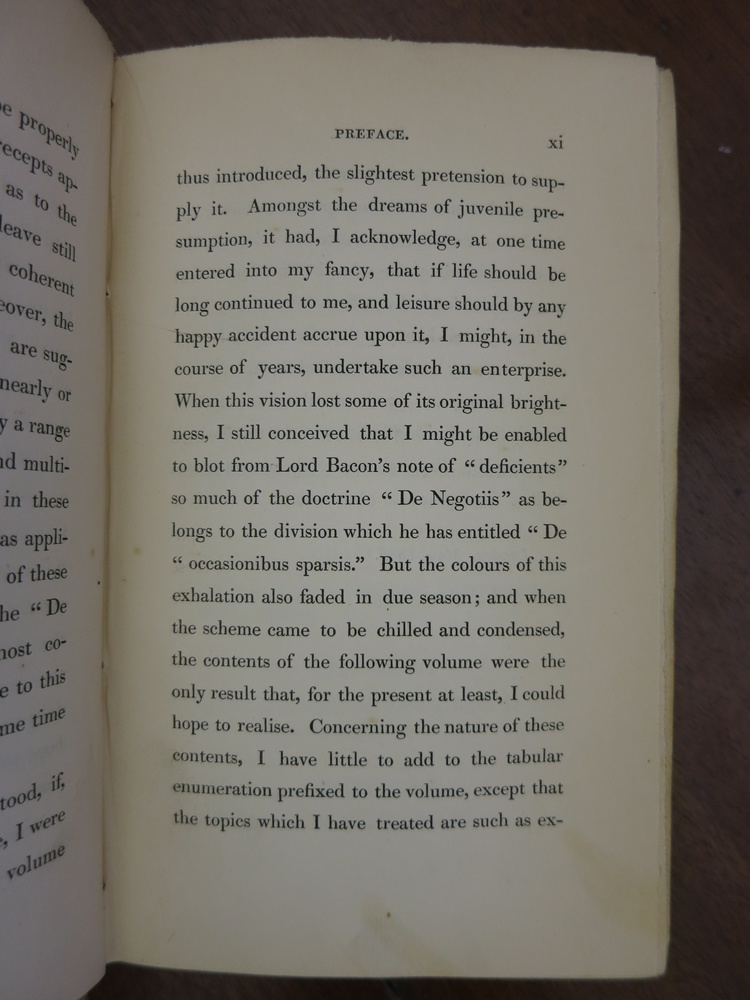 e properly
ecepts ap-
as to the
leave still
coherent
eover, the
are sug-
nearly or
y a range
nd multi-
in these
as appli-
of these
he “ De
nost co-
e to this
me time
tood, if,
, I were
volume
PREFACE.
xi
thus introduced, the slightest pretension to sup-
ply it. Amongst the dreams of juvenile pre-
sumption, it had, I acknowledge, at one time
entered into my fancy, that if life should be
long continued to me, and leisure should by any
happy accident accrue upon it, I might, in the
course of years, undertake such an enterprise.
When this vision lost some of its original bright-
ness, I still conceived that I might be enabled
to blot from Lord Bacon's note of “ deficients”
so much of the doctrine “ De Negotiis” as be-
longs to the division which he has entitled “ De
“ occasionibus sparsis.” But the colours of this
exhalation also faded in due season; and when
the scheme came to be chilled and condensed,
the contents of the following volume were the
only result that, for the present at least, I could
hope to realise. Concerning the nature of these
contents, I have little to add to the tabular
enumeration prefixed to the volume, except that
the topics which I have treated are such as ex-